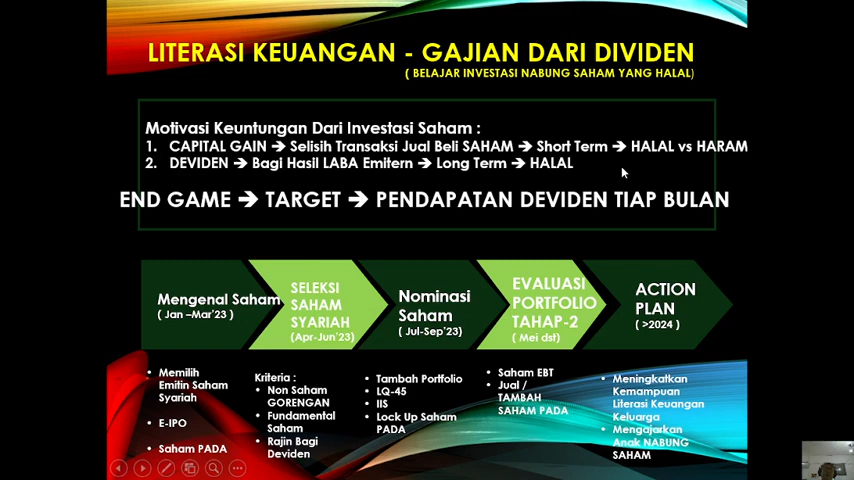 LITERASI KEUANGAN - GAJIAN DARI DIVIDEN
( BELAJAR INVESTASI NABUNG SAHAM YANG HALAL)
Motivasi Keuntungan Dari Investasi Saham :
1. CAPITAL GAIN ➔ Selisih Transaksi Jual Beli SAHAM ➔ Short Term ➔ HALAL vs HARAM
2. DEVIDEN ➔ Bagi Hasil LABA Emitern ➔ Long Term ➔ HALAL
END GAME ➔ TARGET ➔ PENDAPATAN DEVIDEN TIAP BULAN
Mengenal Saham
( Jan –Mar'23 )
SELEKSI
SAHAM
SYARIAH
(Apr-Jun'23)
Nominasi
Saham
( Jul-Sep'23)
EVALUASI
PORTFOLIO
TAHAP-2
( Mei dst)
ACTION
PLAN
( >2024 )
• Memilih
Emitin Saham
Syariah
• E-IPO
• Saham PADA
Kriteria :
• Non Saham
GORENGAN
• Fundamental
Saham
• Rajin Bagi
Deviden
• Tambah Portfolio
• LQ-45
• IIS
• Lock Up Saham
PADA
• Saham EBT
• Jual /
TAMBAH
SAHAM PADA
• Meningkatkan
Kemampuan
Literasi Keuangan
Keluarga
• Mengajarkan
Anak NABUNG
SAHAM